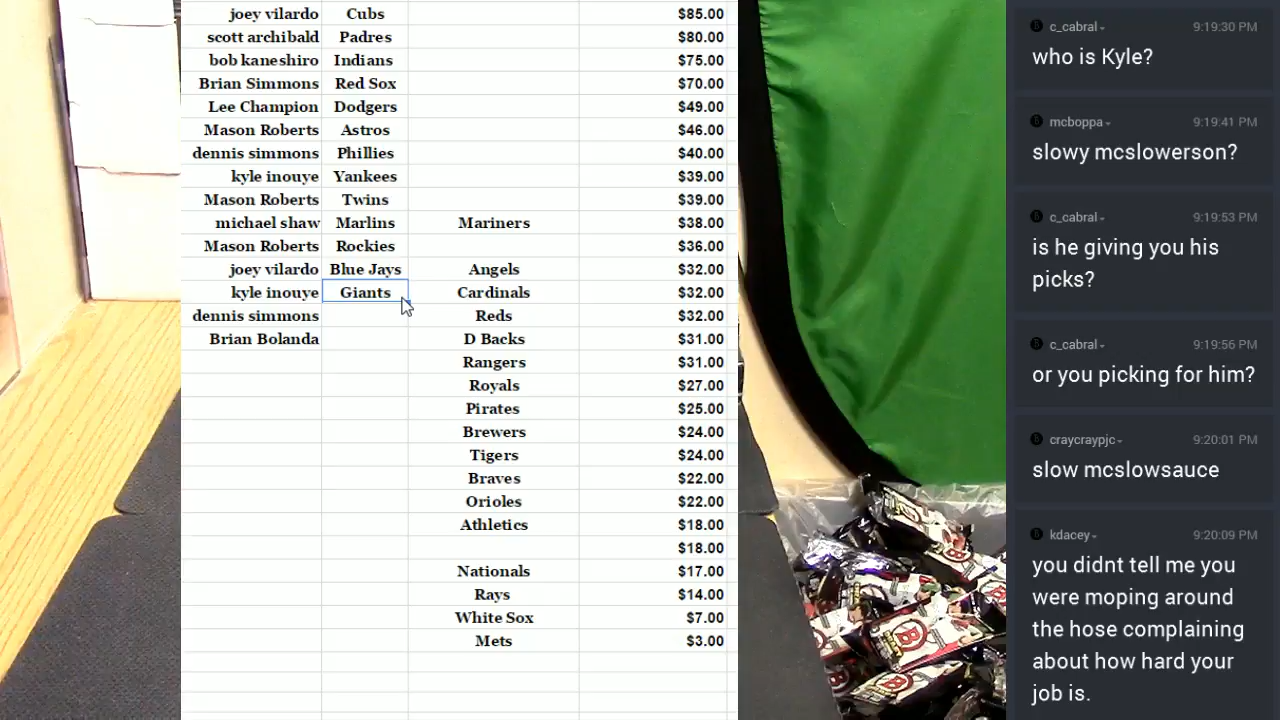 joey vilardo Cubs $85.00
scott archibald Padres $80.00
bob kaneshiro Indians $75.00
Brian Simmons Red Sox $70.00
Lee Champion Dodgers $49.00
Mason Roberts Astros $46.00
dennis simmons Phillies $40.00
kyle inouye Yankees $39.00
Mason Roberts Twins $39.00
michael shaw Marlins Mariners $38.00
Mason Roberts Rockies $36.00
joey vilardo Blue Jays Angels $32.00
kyle inouye Giants Cardinals $32.00
dennis simmons Reds $32.00
Brian Bolanda D Backs $31.00
Rangers $31.00
Royals $27.00
Pirates $25.00
Brewers $24.00
Tigers $24.00
Braves $22.00
Orioles $22.00
Athletics $18.00
$18.00
Nationals $17.00
Rays $14.00
White Sox $7.00
Mets $3.00
c_cabral 9:19:30 PM
who is Kyle?
mcboppa 9:19:41 PM
slowy mcslowerson?
c_cabral 9:19:53 PM
is he giving you his
picks?
c_cabral 9:19:56 PM
or you picking for him?
craycraypjc 9:20:01 PM
slow mcslowsauce
kdacey 9:20:09 PM
you didnt tell me you
were moping around
the hose complaining
about how hard your
job is.